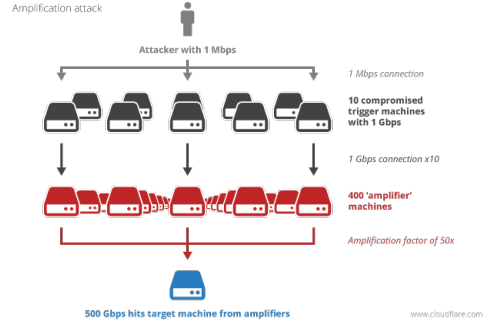 Amplification attack
Attacker with 1 Mbps
1 Mbps connection
10 compromised
trigger machines
with 1 Gbps
1 Gbps connection x10
400 'amplifier'
machines
Amplification factor of 50x
500 Gbps hits target machine from amplifiers
www.cloudflare.com